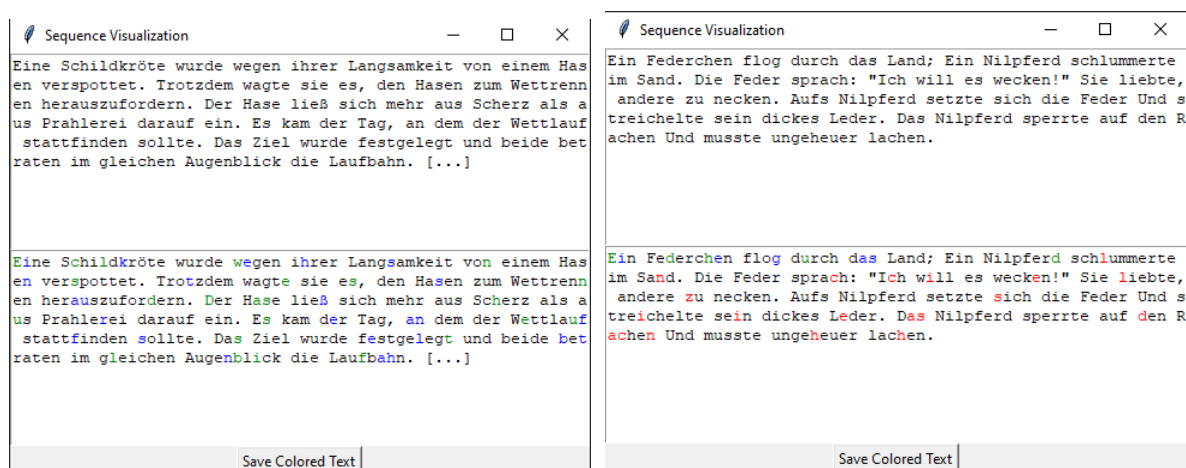 Sequence Visualization
Eine Schildkröte wurde wegen ihrer Langsamkeit von einem Has
en verspottet. Trotzdem wagte sie es, den Hasen zum Wettrenn
en herauszufordern. Der Hase ließ sich mehr aus Scherz als a
us Prahlerei darauf ein. Es kam der Tag, an dem der Wettlauf
stattfinden sollte. Das Ziel wurde festgelegt und beide bet
raten im gleichen Augenblick die Laufbahn. [...]
Eine Schildkröte wurde wegen ihrer Langsamkeit von einem Has
en verspottet. Trotzdem wagte sie es, den Hasen zum Wettrenn
en herauszufordern. Der Hase ließ sich mehr aus Scherz als a
us Prahlerei darauf ein. Es kam der Tag, an dem der Wettlauf
stattfinden sollte. Das Ziel wurde festgelegt und beide bet
raten im gleichen Augenblick die Laufbahn. [...]
Save Colored Text
Sequence Visualization
Ein Federchen flog durch das Land; Ein Nilpferd schlummerte
im Sand. Die Feder sprach: "Ich will es wecken!" Sie liebte,
andere zu necken. Aufs Nilpferd setzte sich die Feder Und s
treichelte sein dickes Leder. Das Nilpferd sperrte auf den R
achen Und musste ungeheuer lachen.
Ein Federchen flog durch das Land; Ein Nilpferd schlummerte
im Sand. Die Feder sprach: "Ich will es wecken!" Sie liebte,
andere zu necken. Aufs Nilpferd setzte sich die Feder Und s
treichelte sein dickes Leder. Das Nilpferd sperrte auf den R
achen Und musste ungeheuer lachen.
Save Colored Text